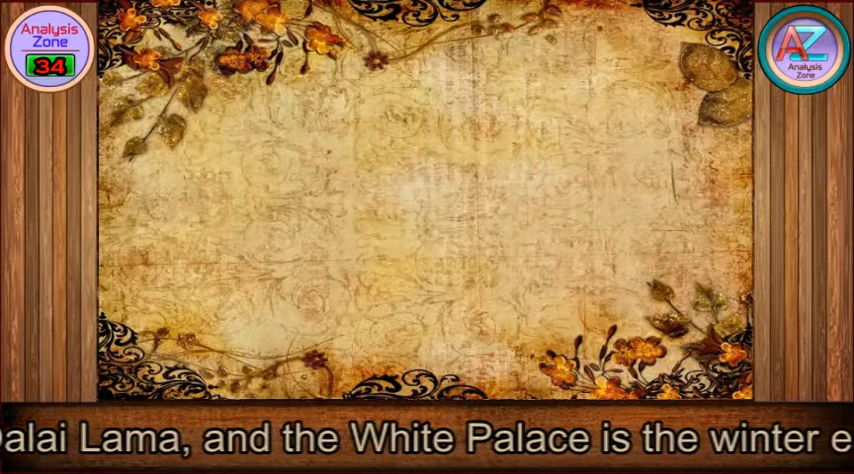 Analysis
Zone
34
AZ
Analysis
Zone
alai Lama, and the White Palace is the winter e